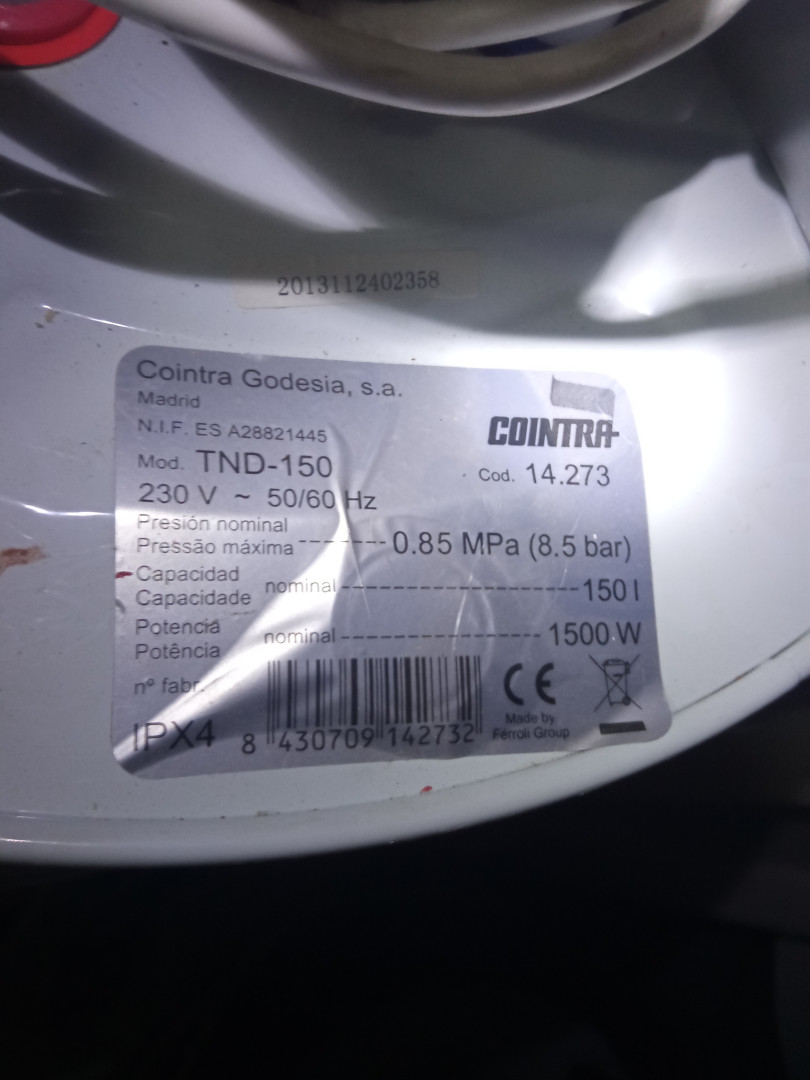 2013112402358
Cointra Godesia, s.a.
Madrid
N.I.F. ES A28821445
COINTRA
Mod. TND-150
Cod. 14.273
230 V ~ 50/60 Hz
Presión nominal
Pressão máxima ------- 0.85 MPa (8.5 bar)
Capacidad
Capacidade nominal ------------------------ 150 l
Potencia
Potência nominal -------------------- 1500 W
nº fabr.
CE
Made by
Ferroli Group
IPX4
8 430709 142732